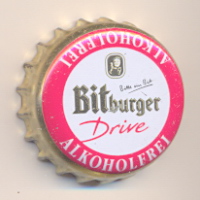 ALKOHOLFREI
Bitte ein Bit
Bitburger
Drive
ALKOHOLFREI